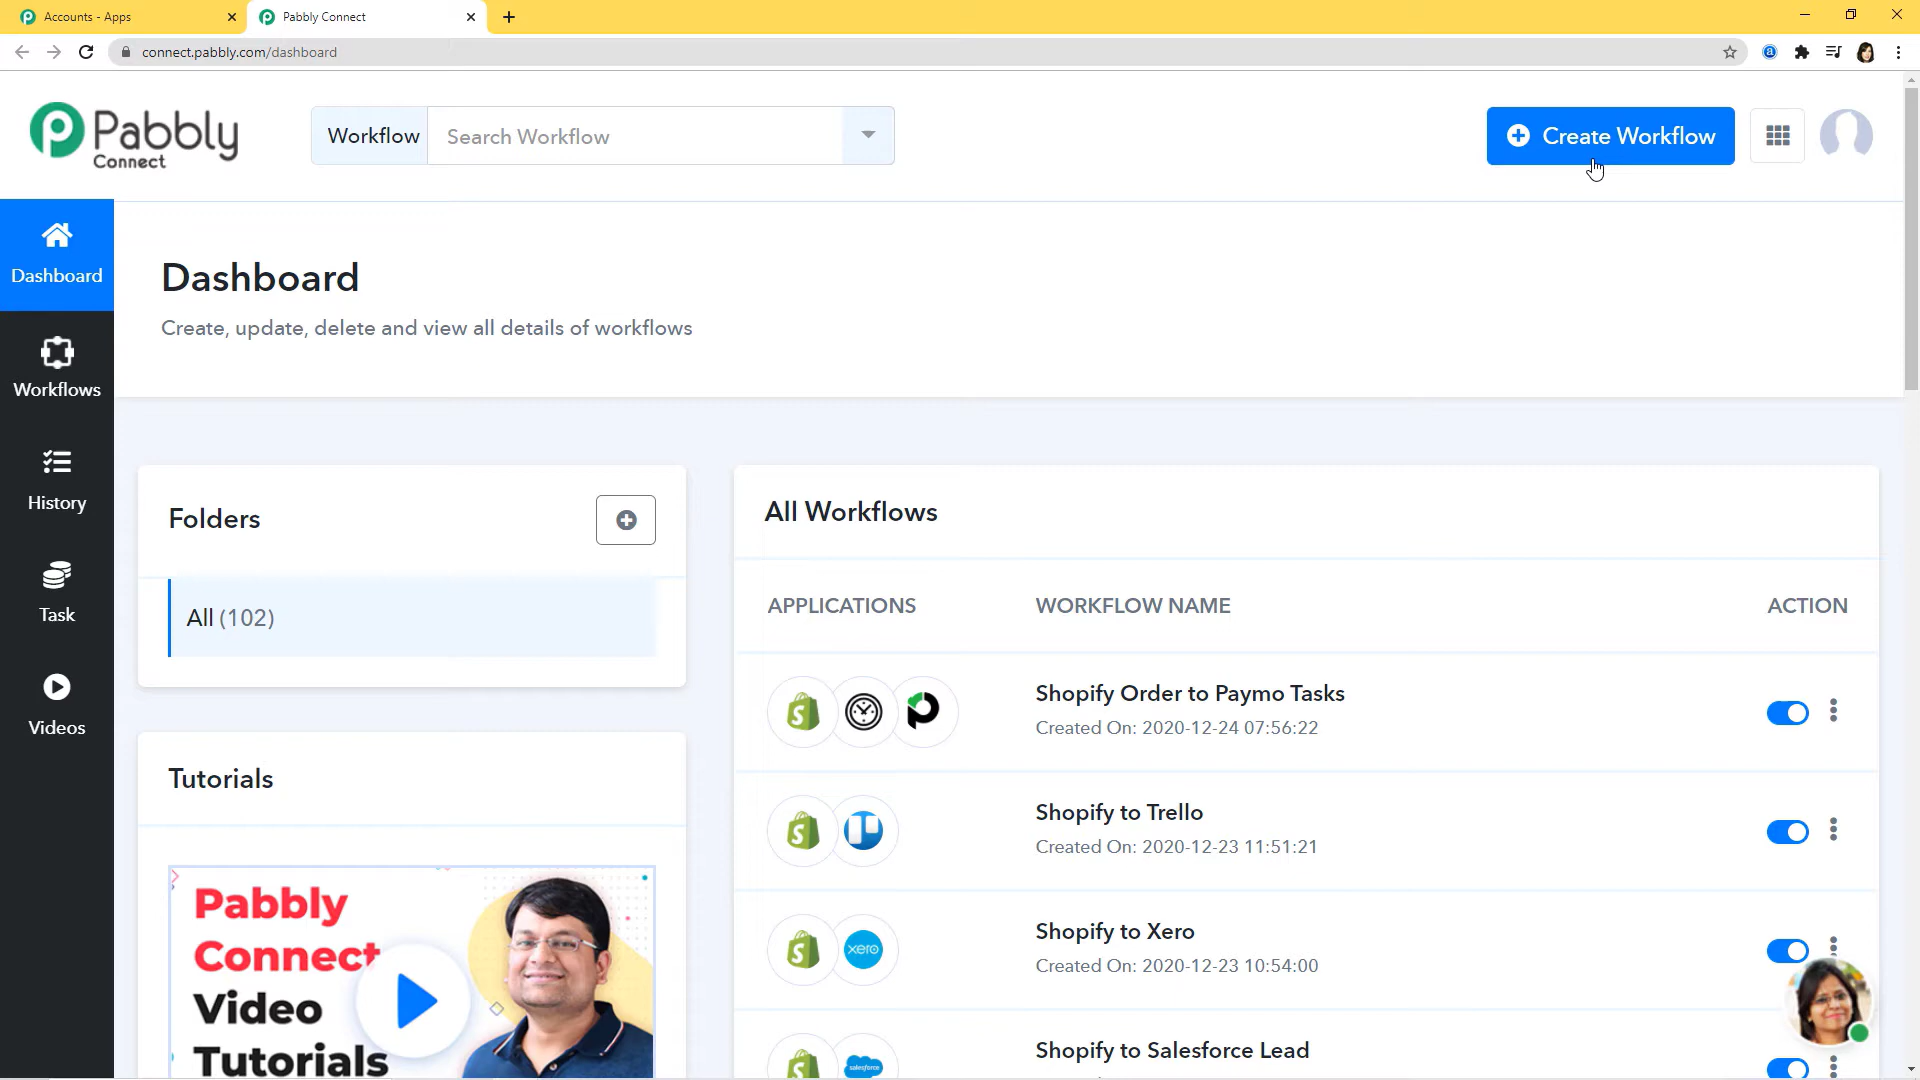 Accounts - Apps
Pabbly Connect
connect.pabbly.com/dashboard
Pabbly
Connect
Workflow
Search Workflow
Create Workflow
Dashboard
Workflows
History
Task
Videos
Dashboard
Create, update, delete and view all details of workflows
Folders
All (102)
Tutorials
Pabbly
Connect
Video
Tutorials
All Workflows
APPLICATIONS WORKFLOW NAME ACTION
Shopify Order to Paymo Tasks
Created On: 2020-12-24 07:56:22
Shopify to Trello
Created On: 2020-12-23 11:51:21
xero
Shopify to Xero
Created On: 2020-12-23 10:54:00
salesforce
Shopify to Salesforce Lead